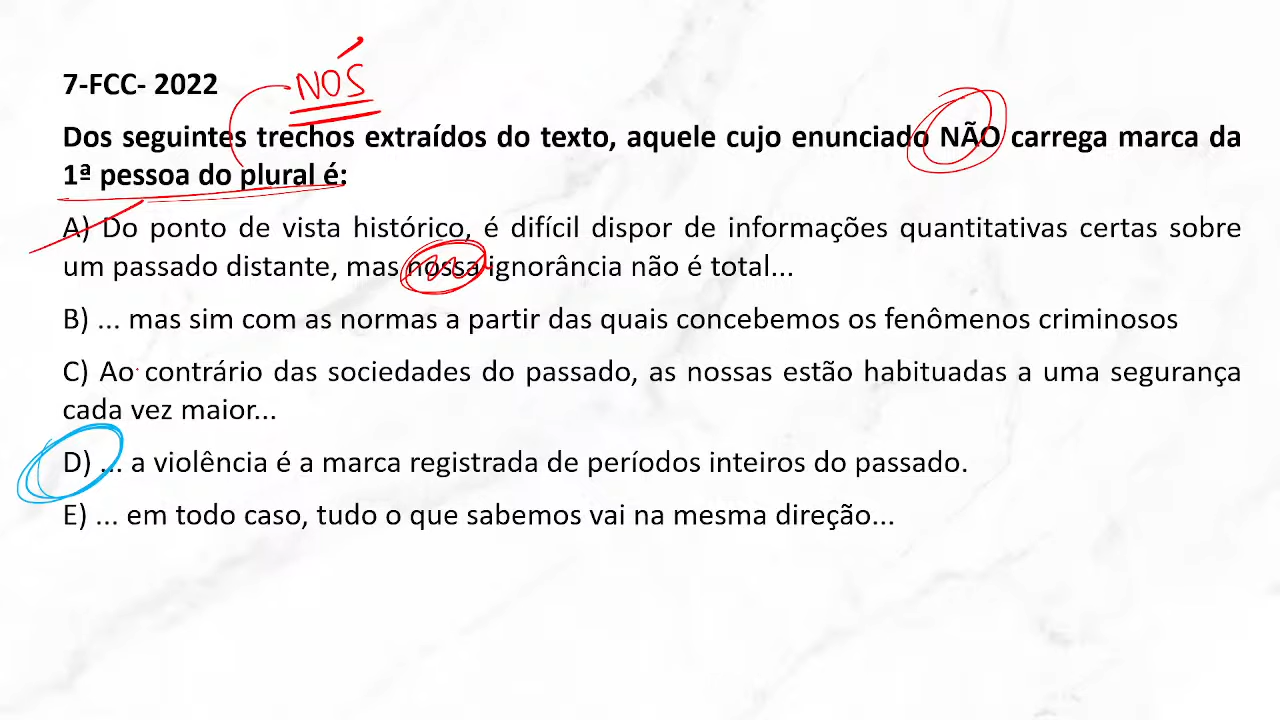 NÓS
7-FCC- 2022
Dos seguintes trechos extraídos do texto, aquele cujo enunciado NÃO carrega marca da
1ª pessoa do plural é:
A) Do ponto de vista histórico, é difícil dispor de informações quantitativas certas sobre
um passado distante, mas nossa ignorância não é total...
B) ... mas sim com as normas a partir das quais concebemos os fenômenos criminosos
C) Ao contrário das sociedades do passado, as nossas estão habituadas a uma segurança
cada vez maior...
D) ... a violência é a marca registrada de períodos inteiros do passado.
E) ... em todo caso, tudo o que sabemos vai na mesma direção...